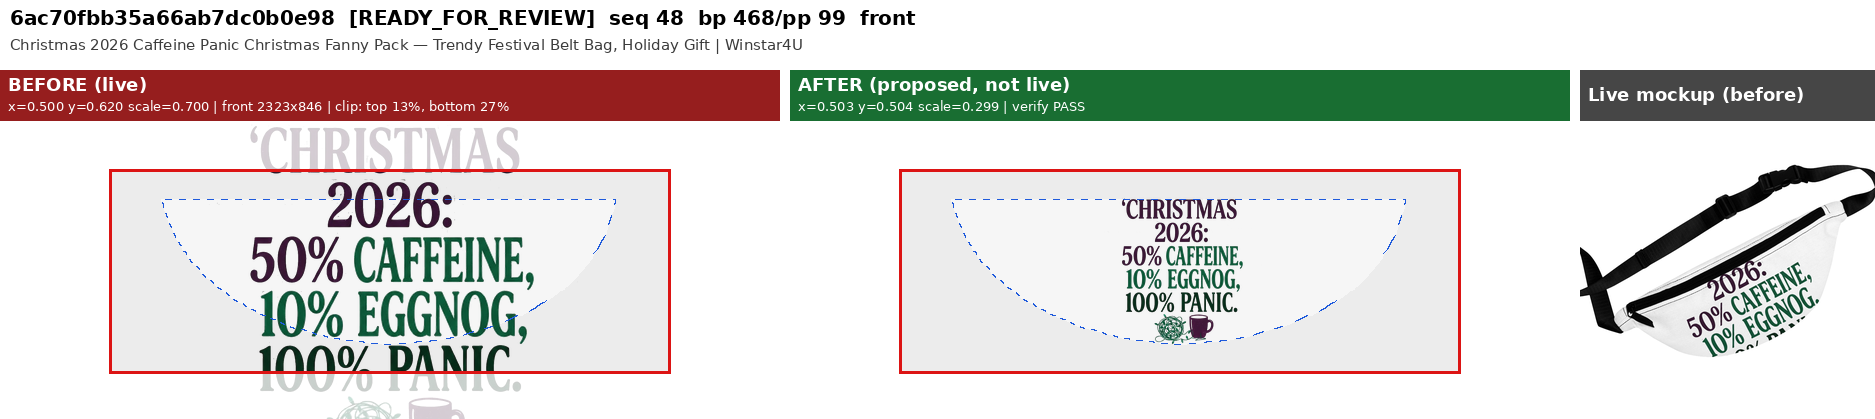 6ac70fbb35a66ab7dc0b0e98 [READY_FOR_REVIEW] seq 48 bp 468/pp 99 front
Christmas 2026 Caffeine Panic Christmas Fanny Pack — Trendy Festival Belt Bag, Holiday Gift | Winstar4U
BEFORE (live)
x=0.500 y=0.620 scale=0.700 | front 2323x846 | clip: top 13%, bottom 27%
‘CHRISTMAS
2026:
50% CAFFEINE,
10% EGGNOG,
100% PANIC.
AFTER (proposed, not live)
x=0.503 y=0.504 scale=0.299 | verify PASS
‘CHRISTMAS
2026:
50% CAFFEINE,
10% EGGNOG,
100% PANIC.
Live mockup (before)
2026:
50% CAFFEINE,
10% EGGNOG,